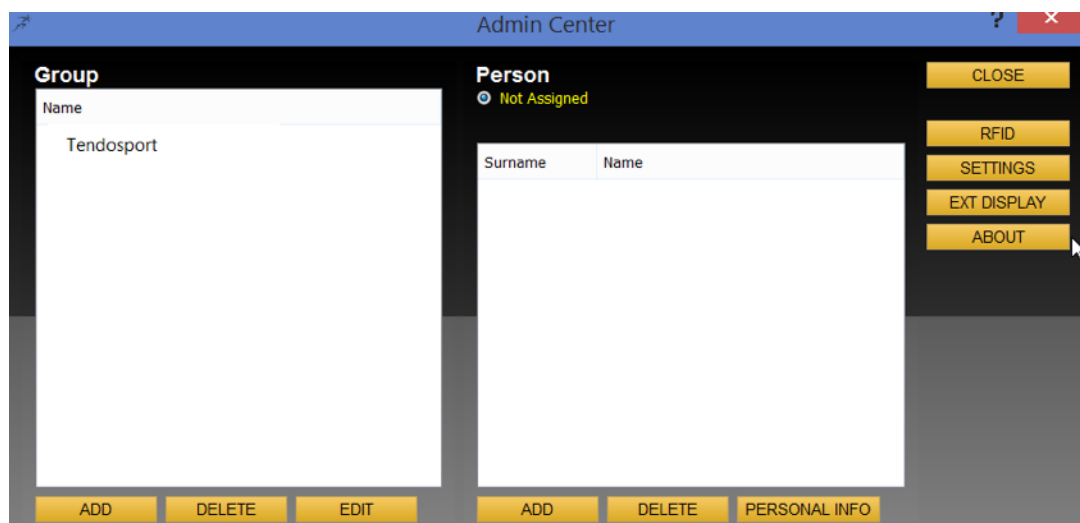 Admin Center
?
Group
Name
Tendosport
ADD DELETE EDIT
Person
Not Assigned
Surname Name
ADD DELETE PERSONAL INFO
CLOSE
RFID
SETTINGS
EXT DISPLAY
ABOUT